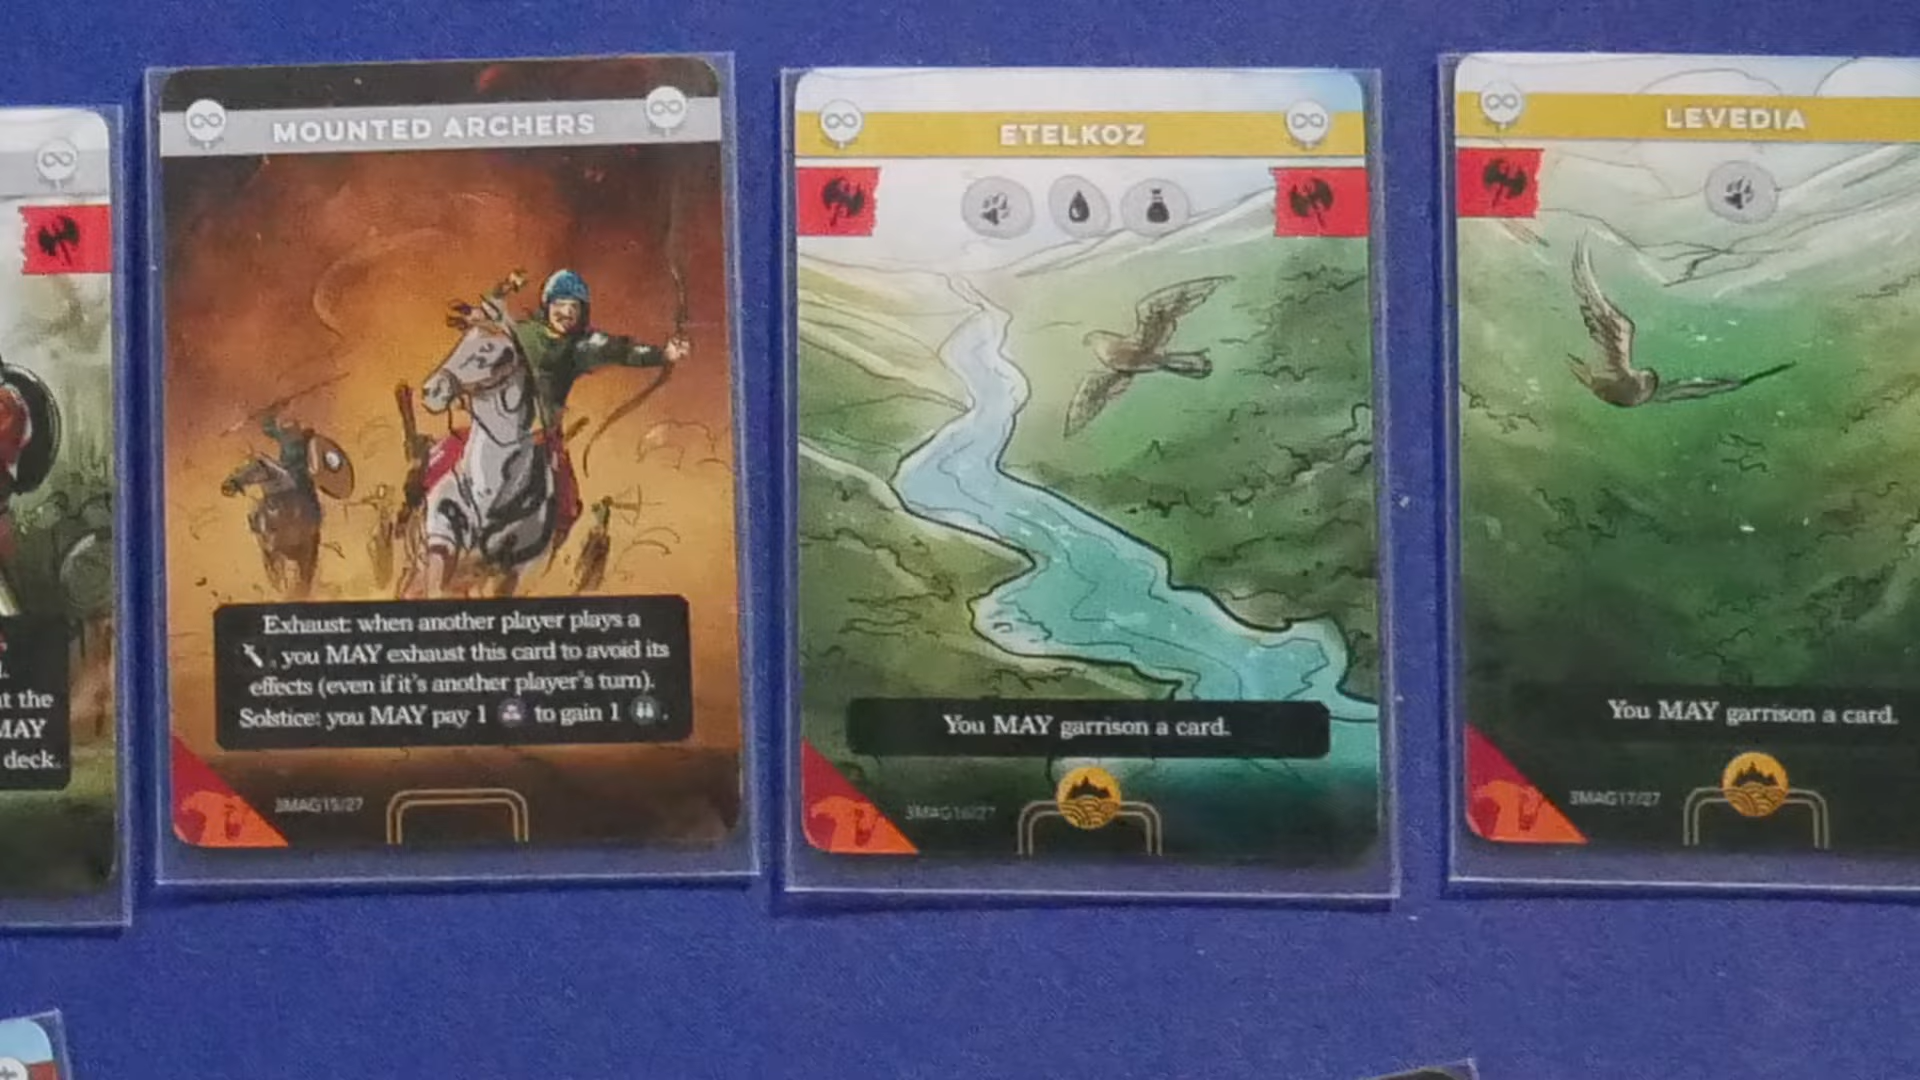 t the
MAY
deck.
MOUNTED ARCHERS
Exhaust: when another player plays a
, you MAY exhaust this card to avoid its
effects (even if it's another player's turn).
Solstice: you MAY pay 1 to gain 1 .
3MAG15/27
ETELKOZ
You MAY garrison a card.
3MAG16/27
LEVEDIA
You MAY garrison a card.
3MAG17/27